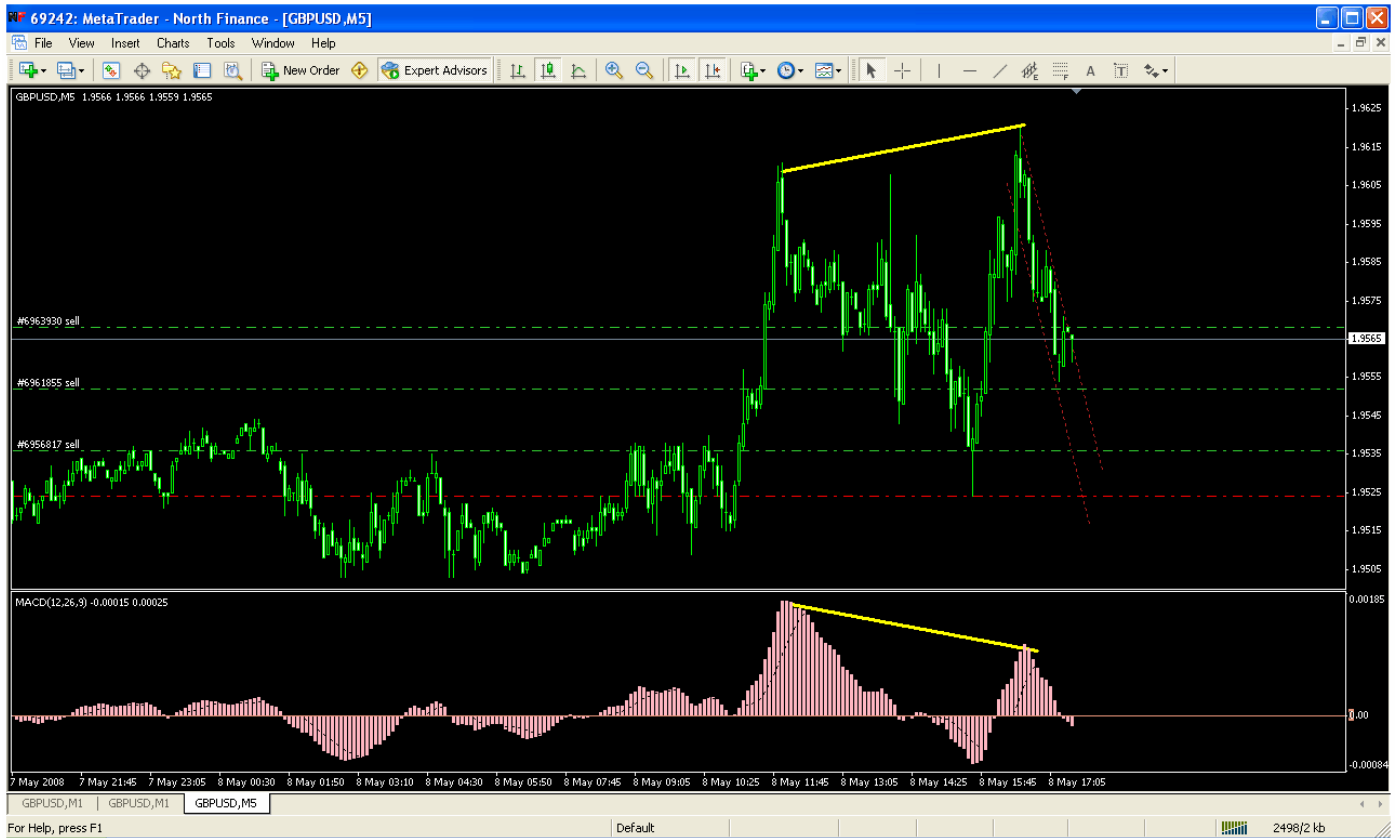 69242: MetaTrader - North Finance - [GBPUSD,M5]
File View Insert Charts Tools Window Help
New Order Expert Advisors A T
GBPUSD,M5 1.9566 1.9566 1.9559 1.9565
1.9625
1.9615
1.9605
1.9595
1.9585
1.9575
#6963930 sell
1.9565
1.9555
#6961855 sell
1.9545
#6956817 sell
1.9535
1.9525
1.9515
1.9505
MACD(12,26,9) -0.00015 0.00025
0.00185
0.00
-0.00084
7 May 2008 7 May 21:45 7 May 23:05 8 May 00:30 8 May 01:50 8 May 03:10 8 May 04:30 8 May 05:50 8 May 07:45 8 May 09:05 8 May 10:25 8 May 11:45 8 May 13:05 8 May 14:25 8 May 15:45 8 May 17:05
GBPUSD,M1 GBPUSD,M1 GBPUSD,M5
For Help, press F1 Default 2498/2 kb